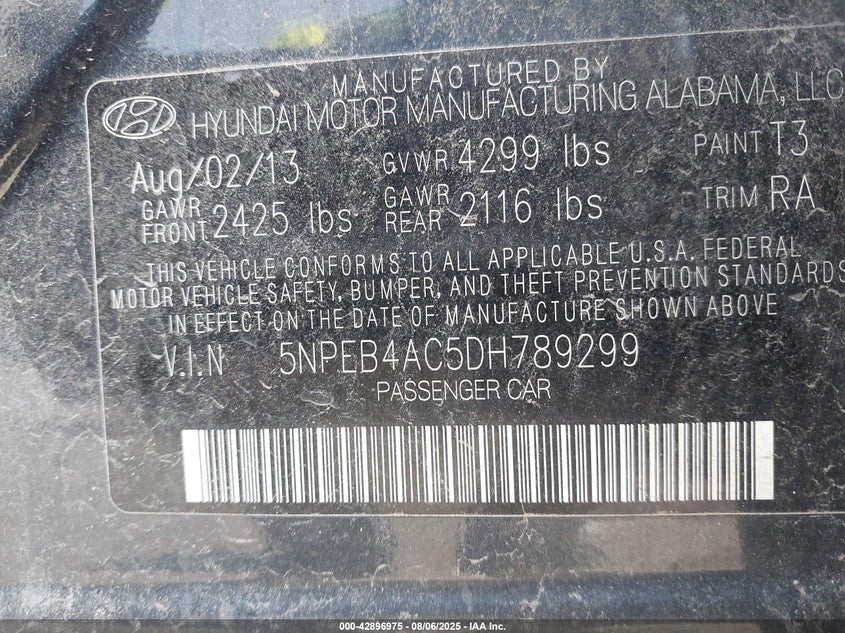 MANUFACTURED BY
HYUNDAI MOTOR MANUFACTURING ALABAMA, LLC
Aug/02/13 GVWR 4299 lbs PAINT T3
GAWR FRONT 2425 lbs GAWR REAR 2116 lbs TRIM RA
THIS VEHICLE CONFORMS TO ALL APPLICABLE U.S.A. FEDERAL
MOTOR VEHICLE SAFETY, BUMPER, AND THEFT PREVENTION STANDARDS
IN EFFECT ON THE DATE OF MANUFACTURE SHOWN ABOVE
V.I.N 5NPEB4AC5DH789299
PASSENGER CAR
000-42896975 - 08/06/2025 - IAA Inc.